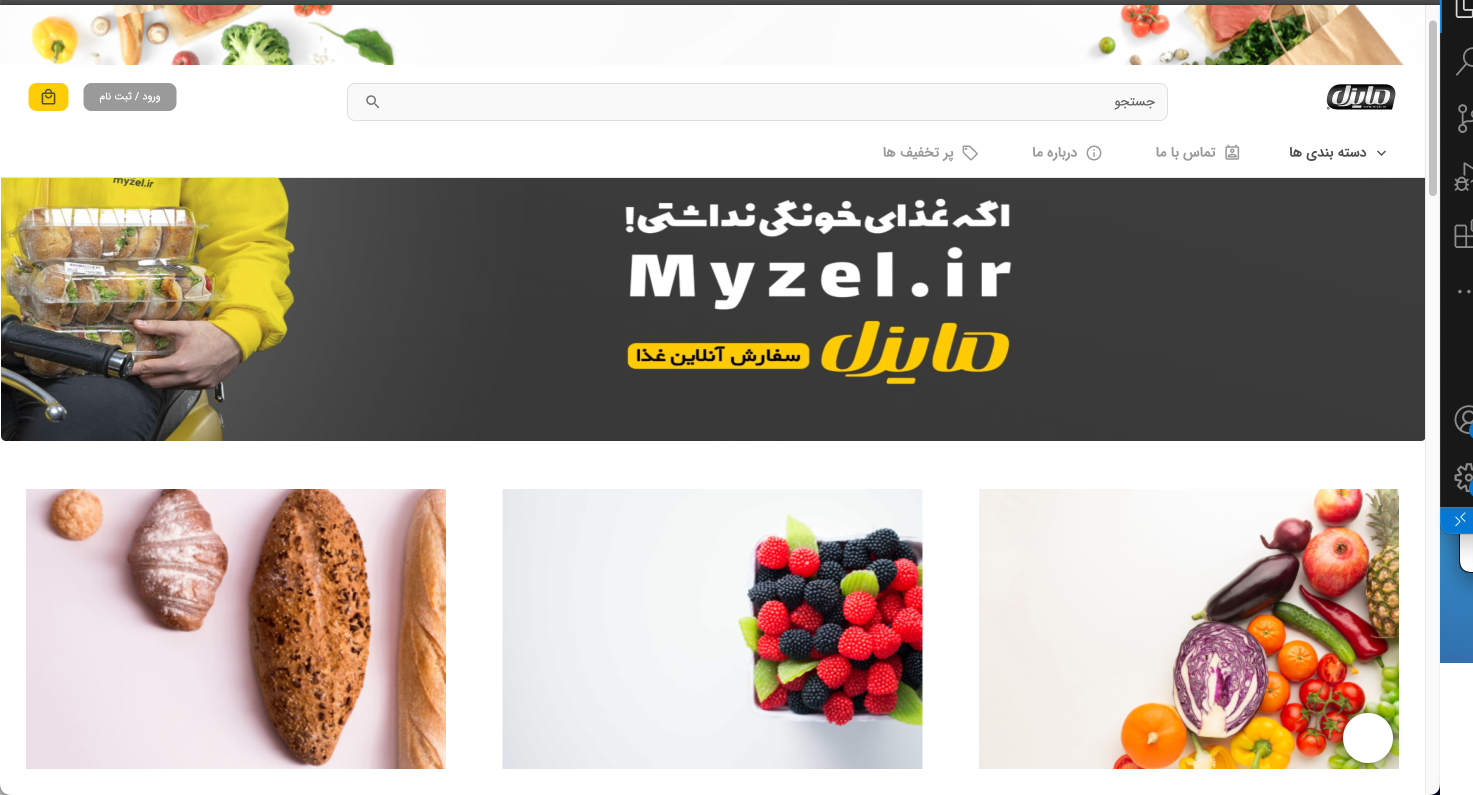 مایزل
جستجو
ورود / ثبت نام
دسته بندی ها
تماس با ما
درباره ما
پر تخفیف ها
myzel.ir
اگه غذای خونگی نداشتی!
Myzel.ir
مایزل
سفارش آنلاین غذا